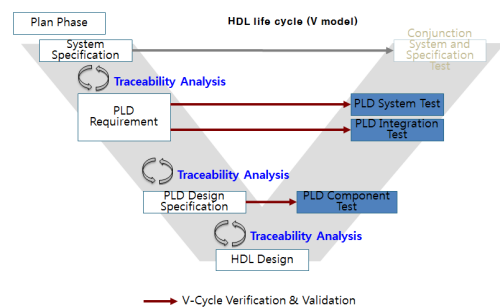 Plan Phase
HDL life cycle (V model)
System
Specification
Conjunction
System and
Specification
Test
Traceability Analysis
PLD
Requirement
PLD System Test
PLD Integration
Test
Traceability Analysis
PLD Design
Specification
PLD Component
Test
Traceability Analysis
HDL Design
V-Cycle Verification & Validation